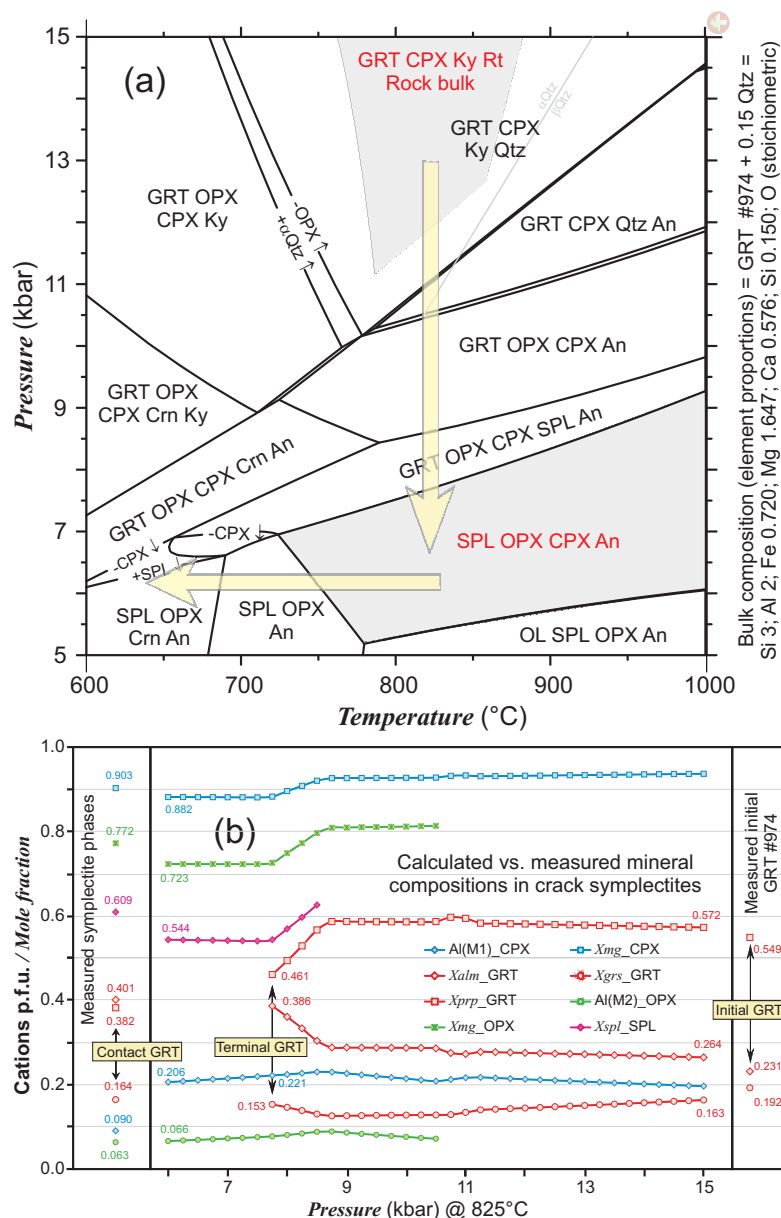 (a)
15
13
11
9
7
5
Pressure (kbar)
600
700
800
900
1000
Temperature (°C)
GRT CPX Ky Rt
Rock bulk
αQtz
βQtz
GRT CPX
Ky Qtz
GRT OPX
CPX Ky
-OPX↑
+αQtz↑
GRT CPX Qtz An
GRT OPX CPX An
GRT OPX
CPX Crn Ky
GRT OPX CPX Crn An
GRT OPX CPX SPL An
-CPX↓
-CPX↓
+SPL↓
SPL OPX CPX An
SPL OPX
Crn An
SPL OPX
An
OL SPL OPX An
Bulk composition (element proportions) = GRT #974 + 0.15 Qtz =
Si 3; Al 2; Fe 0.720; Mg 1.647; Ca 0.576; Si 0.150; O (stoichiometric)
(b)
1.0
0.8
0.6
0.4
0.2
0.0
Cations p.f.u. / Mole fraction
Measured symplectite phases
0.903
0.772
0.609
0.401
0.382
Contact GRT
0.164
0.090
0.063
0.882
0.723
0.544
0.461
0.386
Terminal GRT
0.206
0.221
0.153
0.066
Calculated vs. measured mineral
compositions in crack symplectites
Al(M1)_CPX
Xmg_CPX
Xalm_GRT
Xgrs_GRT
Xprp_GRT
Al(M2)_OPX
Xmg_OPX
Xspl_SPL
0.572
0.264
0.163
Measured initial
GRT #974
0.549
Initial GRT
0.231
0.192
7
9
11
13
15
Pressure (kbar) @ 825°C